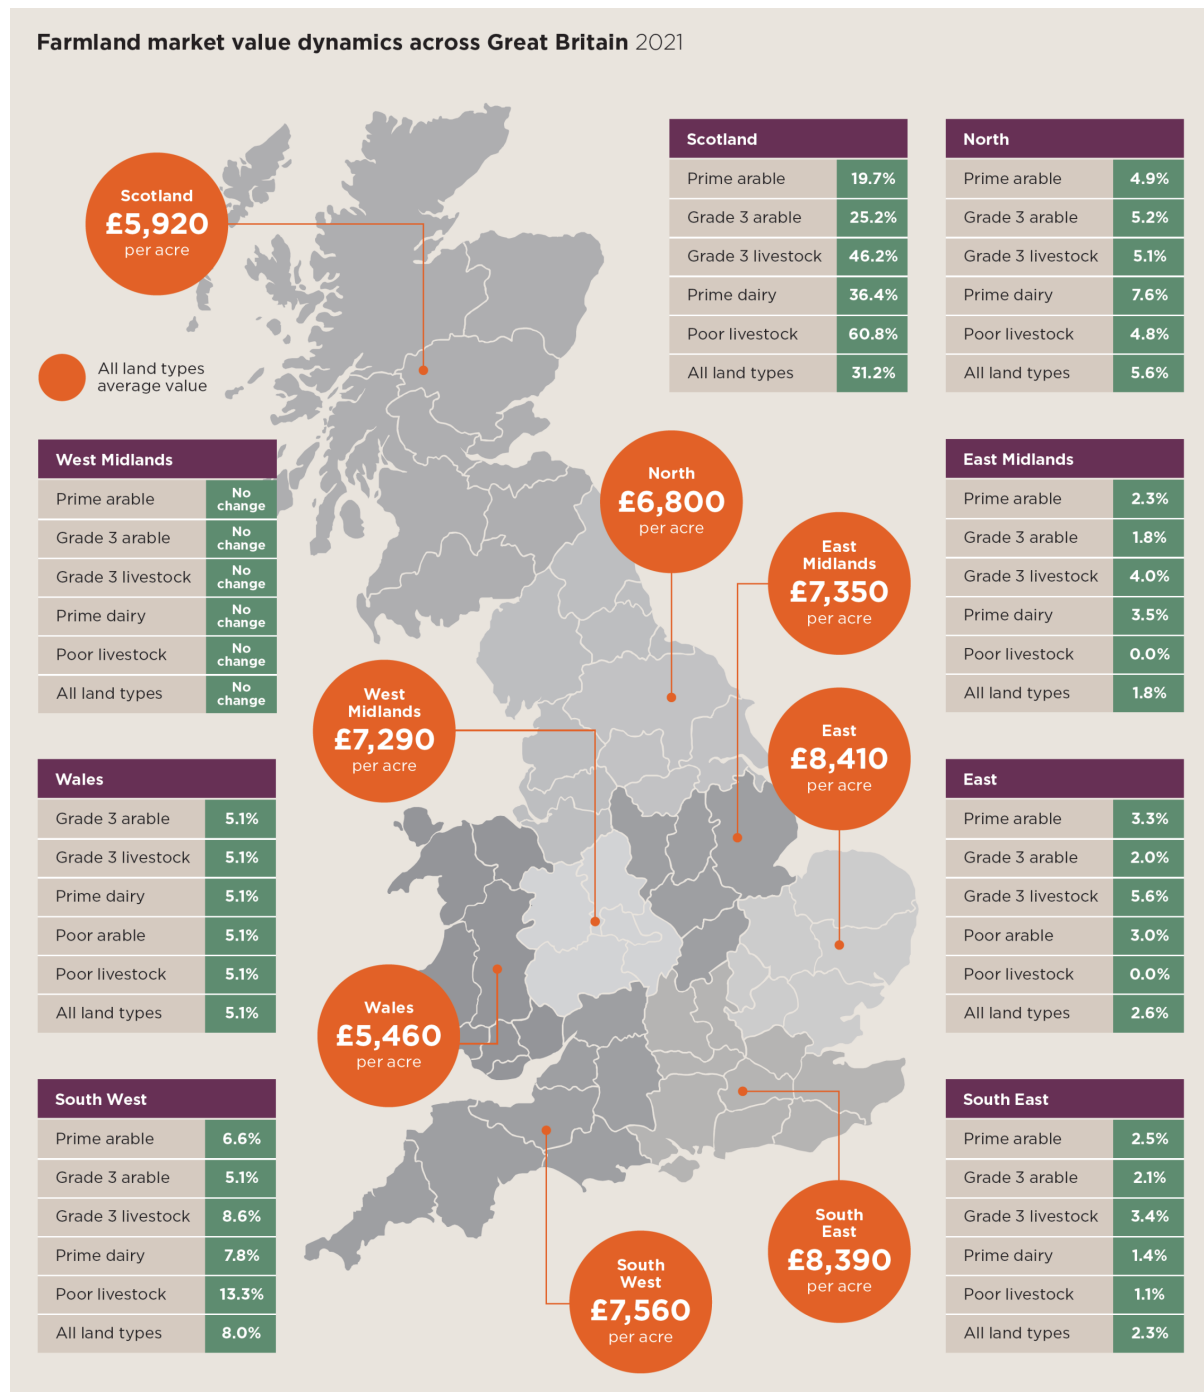 Farmland market value dynamics across Great Britain 2021
Scotland
£5,920
per acre
All land types
average value
Scotland
Prime arable 19.7%
Grade 3 arable 25.2%
Grade 3 livestock 46.2%
Prime dairy 36.4%
Poor livestock 60.8%
All land types 31.2%
North
Prime arable 4.9%
Grade 3 arable 5.2%
Grade 3 livestock 5.1%
Prime dairy 7.6%
Poor livestock 4.8%
All land types 5.6%
West Midlands
Prime arable No change
Grade 3 arable No change
Grade 3 livestock No change
Prime dairy No change
Poor livestock No change
All land types No change
North
£6,800
per acre
East
Midlands
£7,350
per acre
East Midlands
Prime arable 2.3%
Grade 3 arable 1.8%
Grade 3 livestock 4.0%
Prime dairy 3.5%
Poor livestock 0.0%
All land types 1.8%
West
Midlands
£7,290
per acre
East
£8,410
per acre
Wales
Grade 3 arable 5.1%
Grade 3 livestock 5.1%
Prime dairy 5.1%
Poor arable 5.1%
Poor livestock 5.1%
All land types 5.1%
East
Prime arable 3.3%
Grade 3 arable 2.0%
Grade 3 livestock 5.6%
Poor arable 3.0%
Poor livestock 0.0%
All land types 2.6%
Wales
£5,460
per acre
South West
Prime arable 6.6%
Grade 3 arable 5.1%
Grade 3 livestock 8.6%
Prime dairy 7.8%
Poor livestock 13.3%
All land types 8.0%
South
West
£7,560
per acre
South
East
£8,390
per acre
South East
Prime arable 2.5%
Grade 3 arable 2.1%
Grade 3 livestock 3.4%
Prime dairy 1.4%
Poor livestock 1.1%
All land types 2.3%